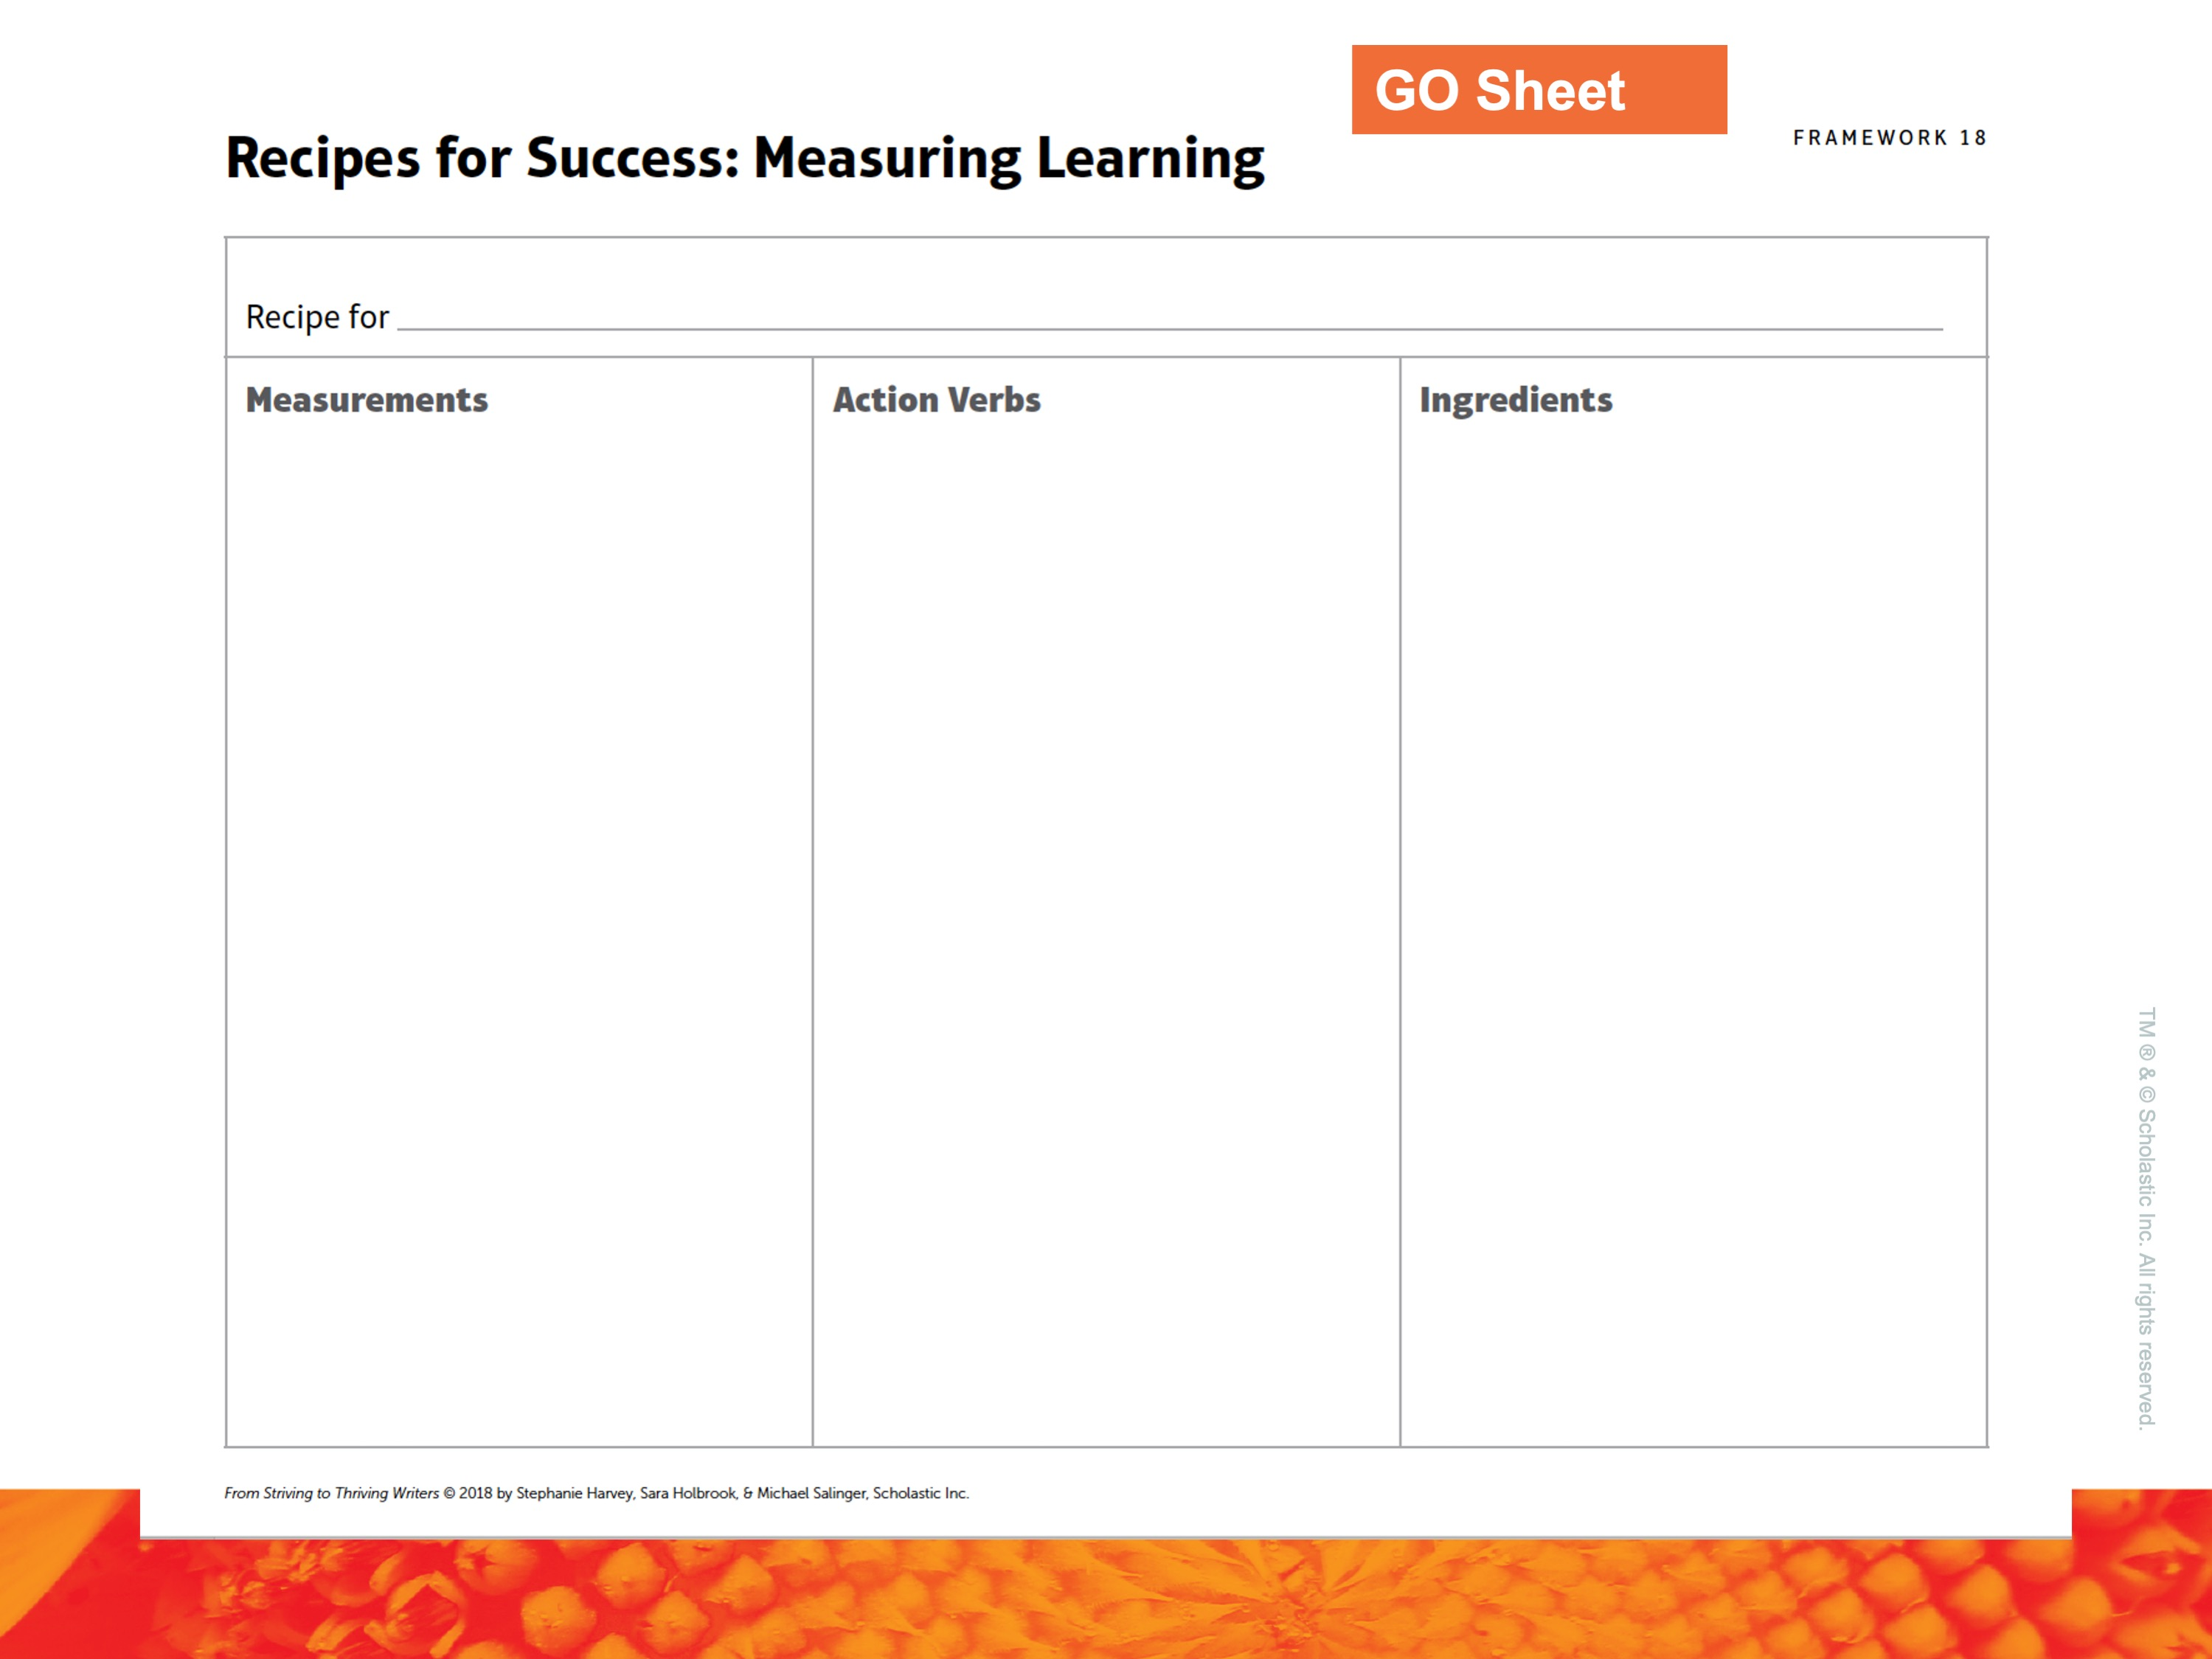 GO Sheet
FRAMEWORK 18
Recipes for Success: Measuring Learning
Recipe for
Measurements
Action Verbs
Ingredients
TM ® & © Scholastic Inc. All rights reserved.
From Striving to Thriving Writers © 2018 by Stephanie Harvey, Sara Holbrook, & Michael Salinger, Scholastic Inc.